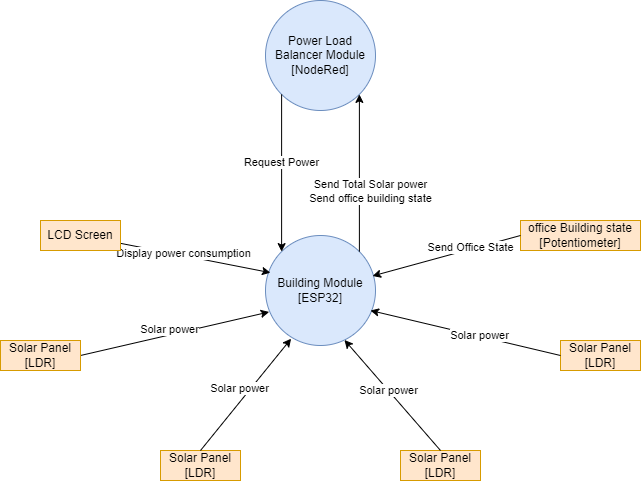 Power Load
Balancer Module
[NodeRed]
Request Power
Send Total Solar power
Send office building state
LCD Screen
office Building state
[Potentiometer]
Display power consumption
Send Office State
Building Module
[ESP32]
Solar power
Solar power
Solar Panel
[LDR]
Solar Panel
[LDR]
Solar power
Solar power
Solar Panel
[LDR]
Solar Panel
[LDR]